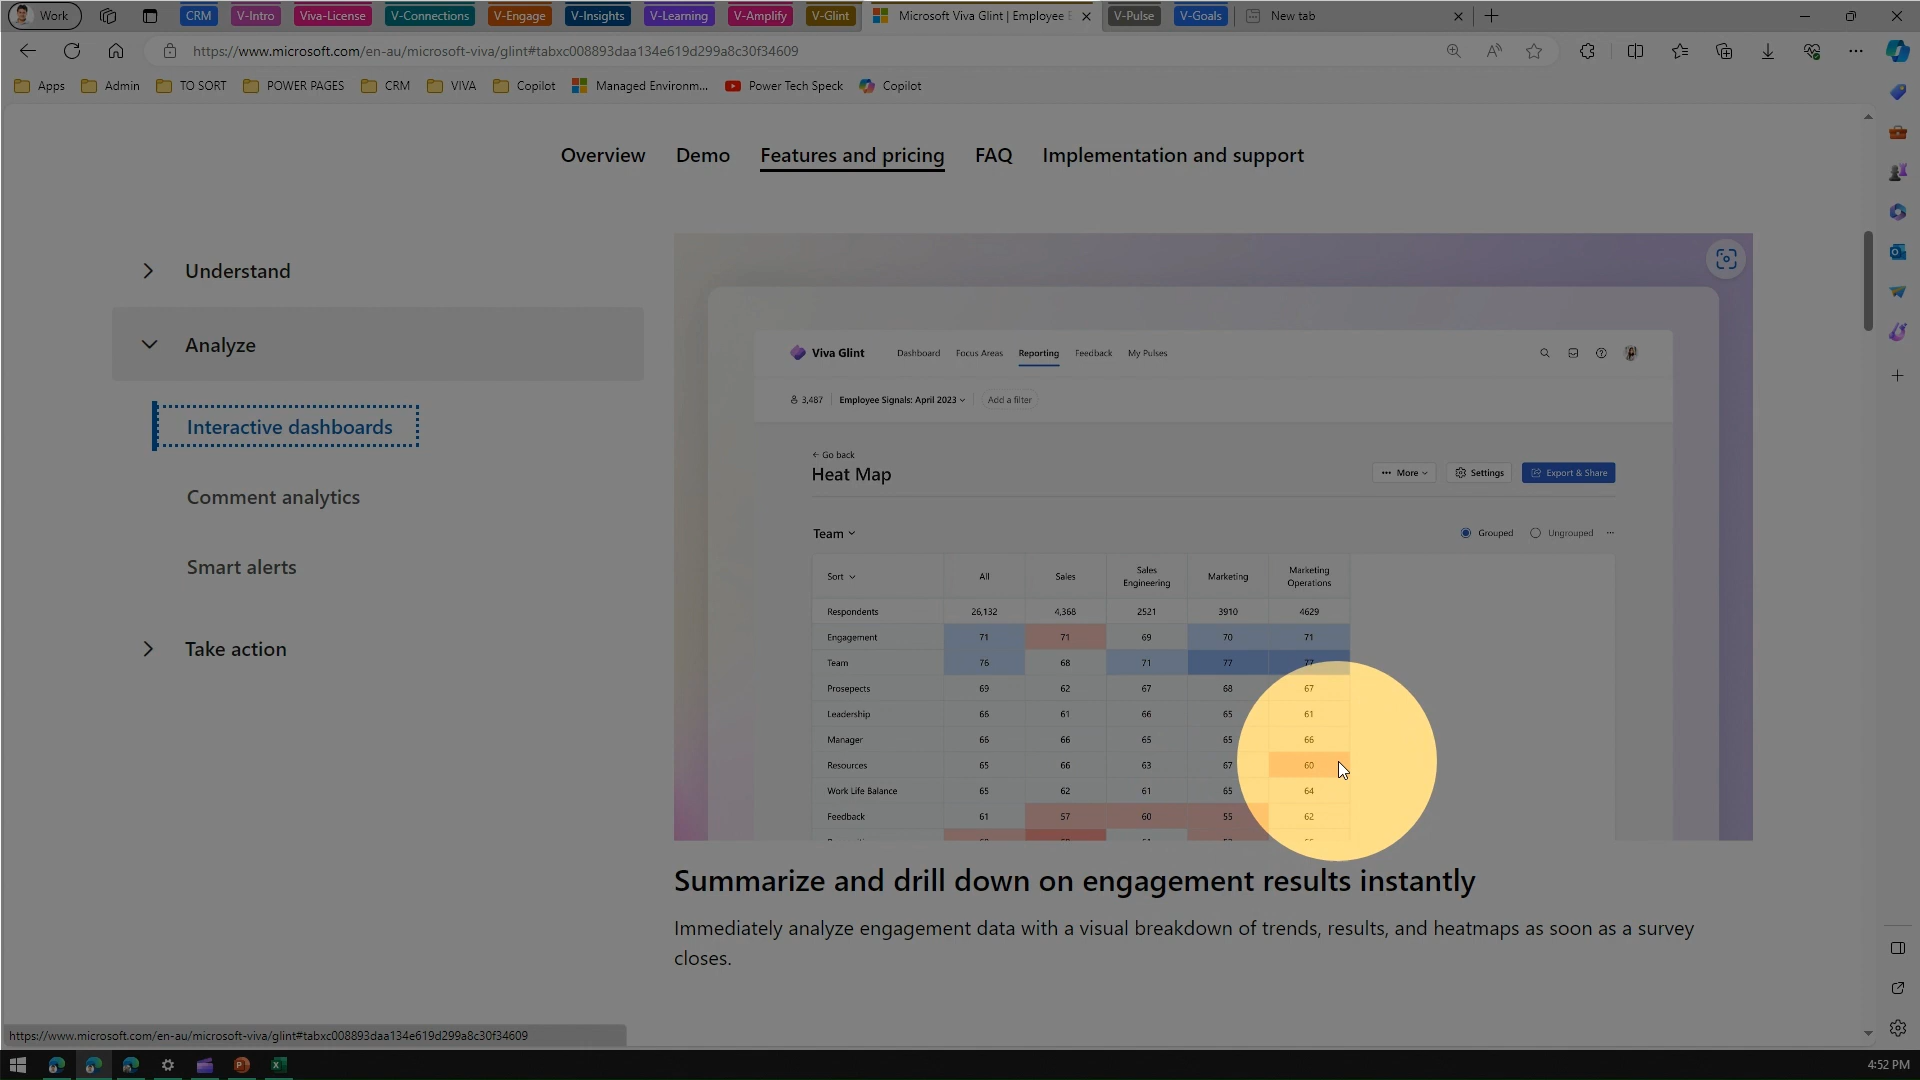 Work
CRM
V-Intro
Viva-License
V-Connections
V-Engage
V-Insights
V-Learning
V-Amplify
V-Glint
Microsoft Viva Glint | Employee
V-Pulse
V-Goals
New tab
https://www.microsoft.com/en-au/microsoft-viva/glint#tabxc008893daa134e619d299a8c30f34609
Apps
Admin
TO SORT
POWER PAGES
CRM
VIVA
Copilot
Managed Environm...
Power Tech Speck
Copilot
Overview
Demo
Features and pricing
FAQ
Implementation and support
Understand
Analyze
Interactive dashboards
Comment analytics
Smart alerts
Take action
Viva Glint
Dashboard
Focus Areas
Reporting
Feedback
My Pulses
3,487
Employee Signals: April 2023
Add a filter
Go back
Heat Map
More
Settings
Export & Share
Team
Grouped
Ungrouped
Sort All Sales Sales Engineering Marketing Marketing Operations
Respondents 26,132 4,368 2521 3910 4629
Engagement 71 71 69 70 71
Team 76 68 71 77 77
Prosepects 69 62 67 68 67
Leadership 66 61 66 65 61
Manager 66 66 65 65 66
Resources 65 66 63 67 60
Work Life Balance 65 62 61 65 64
Feedback 61 57 60 55 62
Summarize and drill down on engagement results instantly
Immediately analyze engagement data with a visual breakdown of trends, results, and heatmaps as soon as a survey
closes.
https://www.microsoft.com/en-au/microsoft-viva/glint#tabxc008893daa134e619d299a8c30f34609
4:52 PM